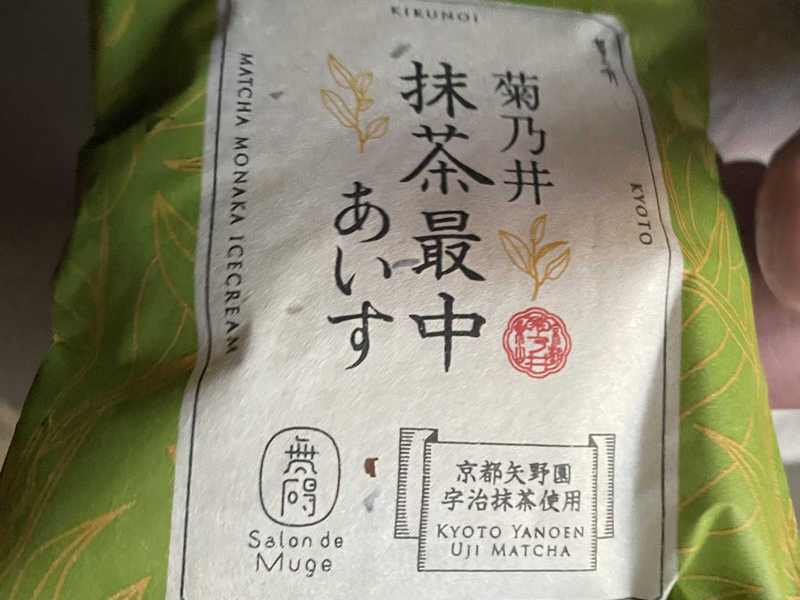 KIKUNOI
菊乃井
抹茶最中
あいす
MATCHA MONAKA ICECREAM
KYOTO
無碍
Salon de
Muge
京都矢野園
宇治抹茶使用
KYOTO YANOEN
UJI MATCHA